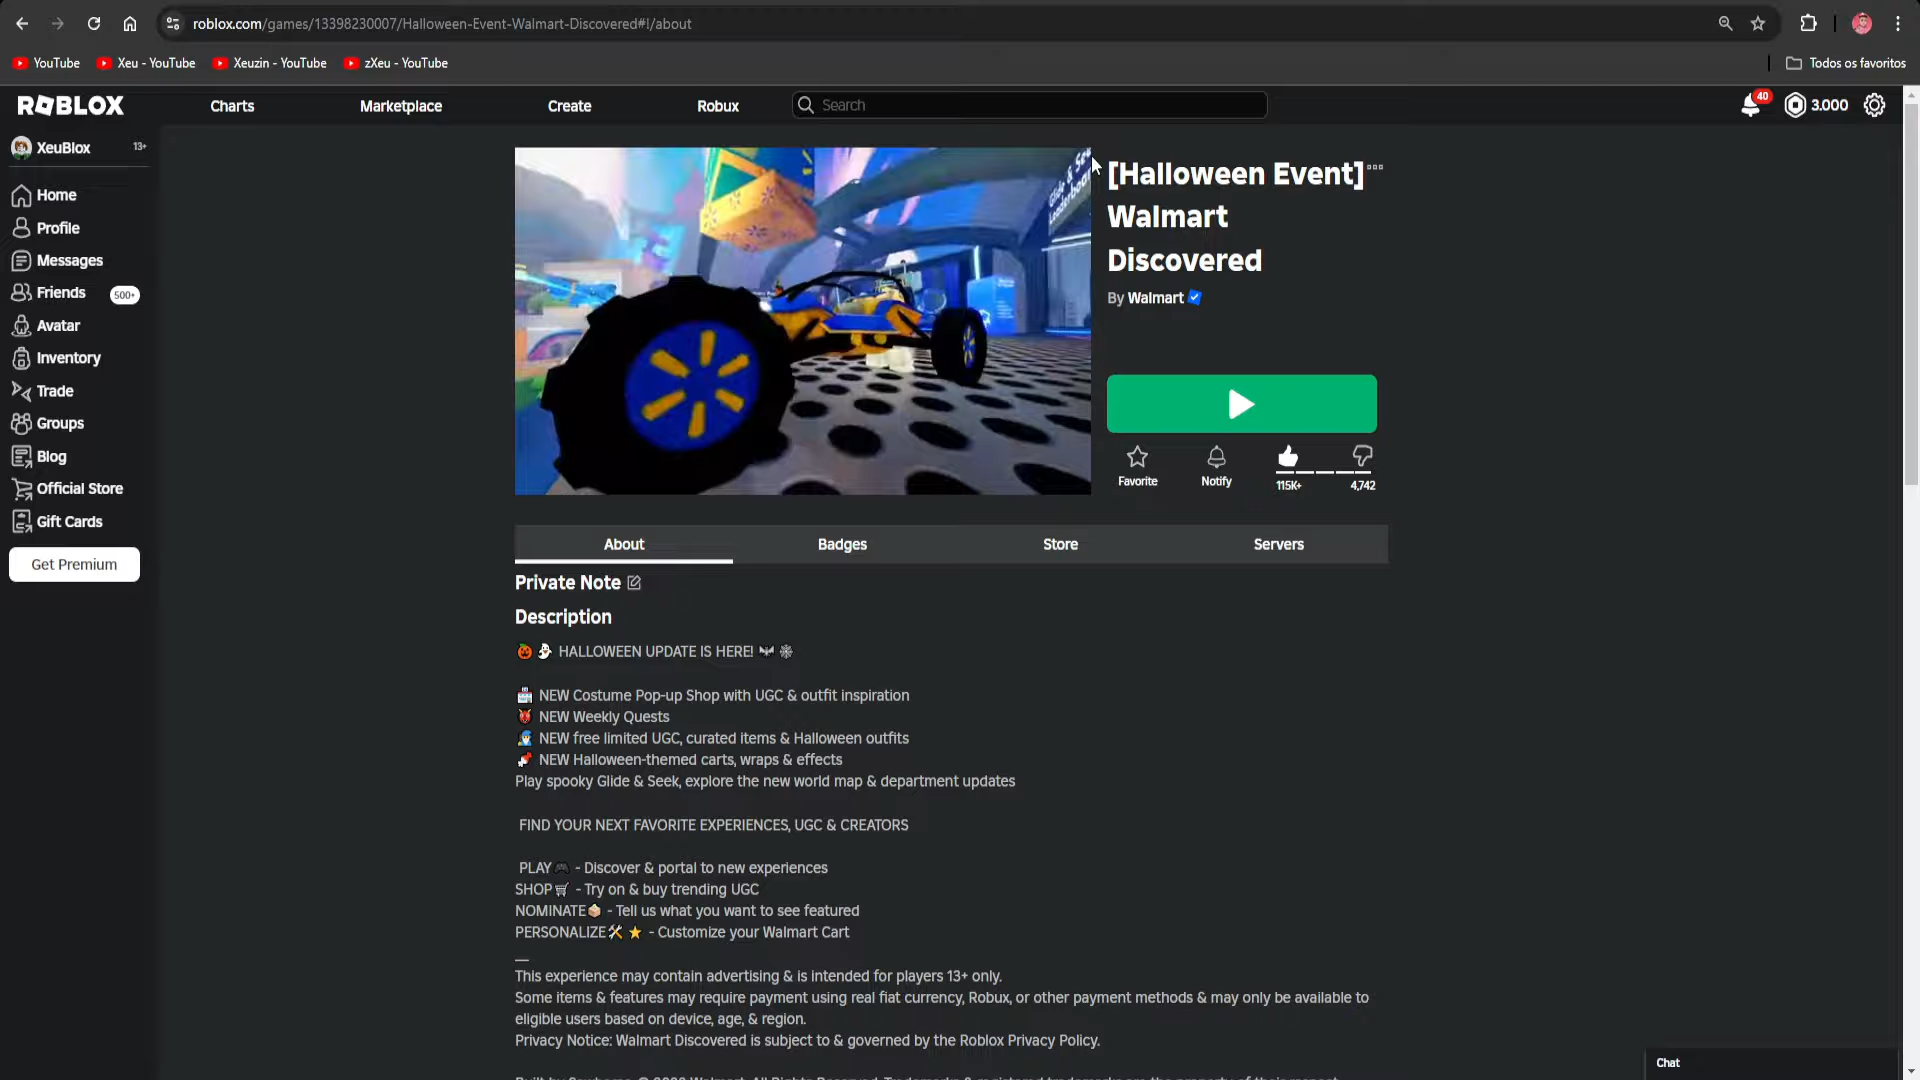 roblox.com/games/13398230007/Halloween-Event-Walmart-Discovered#!/about
YouTube Xeu - YouTube Xeuzin - YouTube zXeu - YouTube Todos os favoritos
ROBLOX Charts Marketplace Create Robux Search 40 3.000
XeuBlox 13+
Home
Profile
Messages
Friends 500+
Avatar
Inventory
Trade
Groups
Blog
Official Store
Gift Cards
Get Premium
Glide & See
Leaderboar
[Halloween Event]
Walmart
Discovered
By Walmart
Favorite Notify 115K+ 4,742
About Badges Store Servers
Private Note
Description
🎃 👻 HALLOWEEN UPDATE IS HERE! 🦇 🕸
NEW Costume Pop-up Shop with UGC & outfit inspiration
NEW Weekly Quests
NEW free limited UGC, curated items & Halloween outfits
NEW Halloween-themed carts, wraps & effects
Play spooky Glide & Seek, explore the new world map & department updates
FIND YOUR NEXT FAVORITE EXPERIENCES, UGC & CREATORS
PLAY🎮 - Discover & portal to new experiences
SHOP🛒 - Try on & buy trending UGC
NOMINATE🗳 - Tell us what you want to see featured
PERSONALIZE🛠 ⭐ - Customize your Walmart Cart
__
This experience may contain advertising & is intended for players 13+ only.
Some items & features may require payment using real fiat currency, Robux, or other payment methods & may only be available to
eligible users based on device, age, & region.
Privacy Notice: Walmart Discovered is subject to & governed by the Roblox Privacy Policy.
Chat